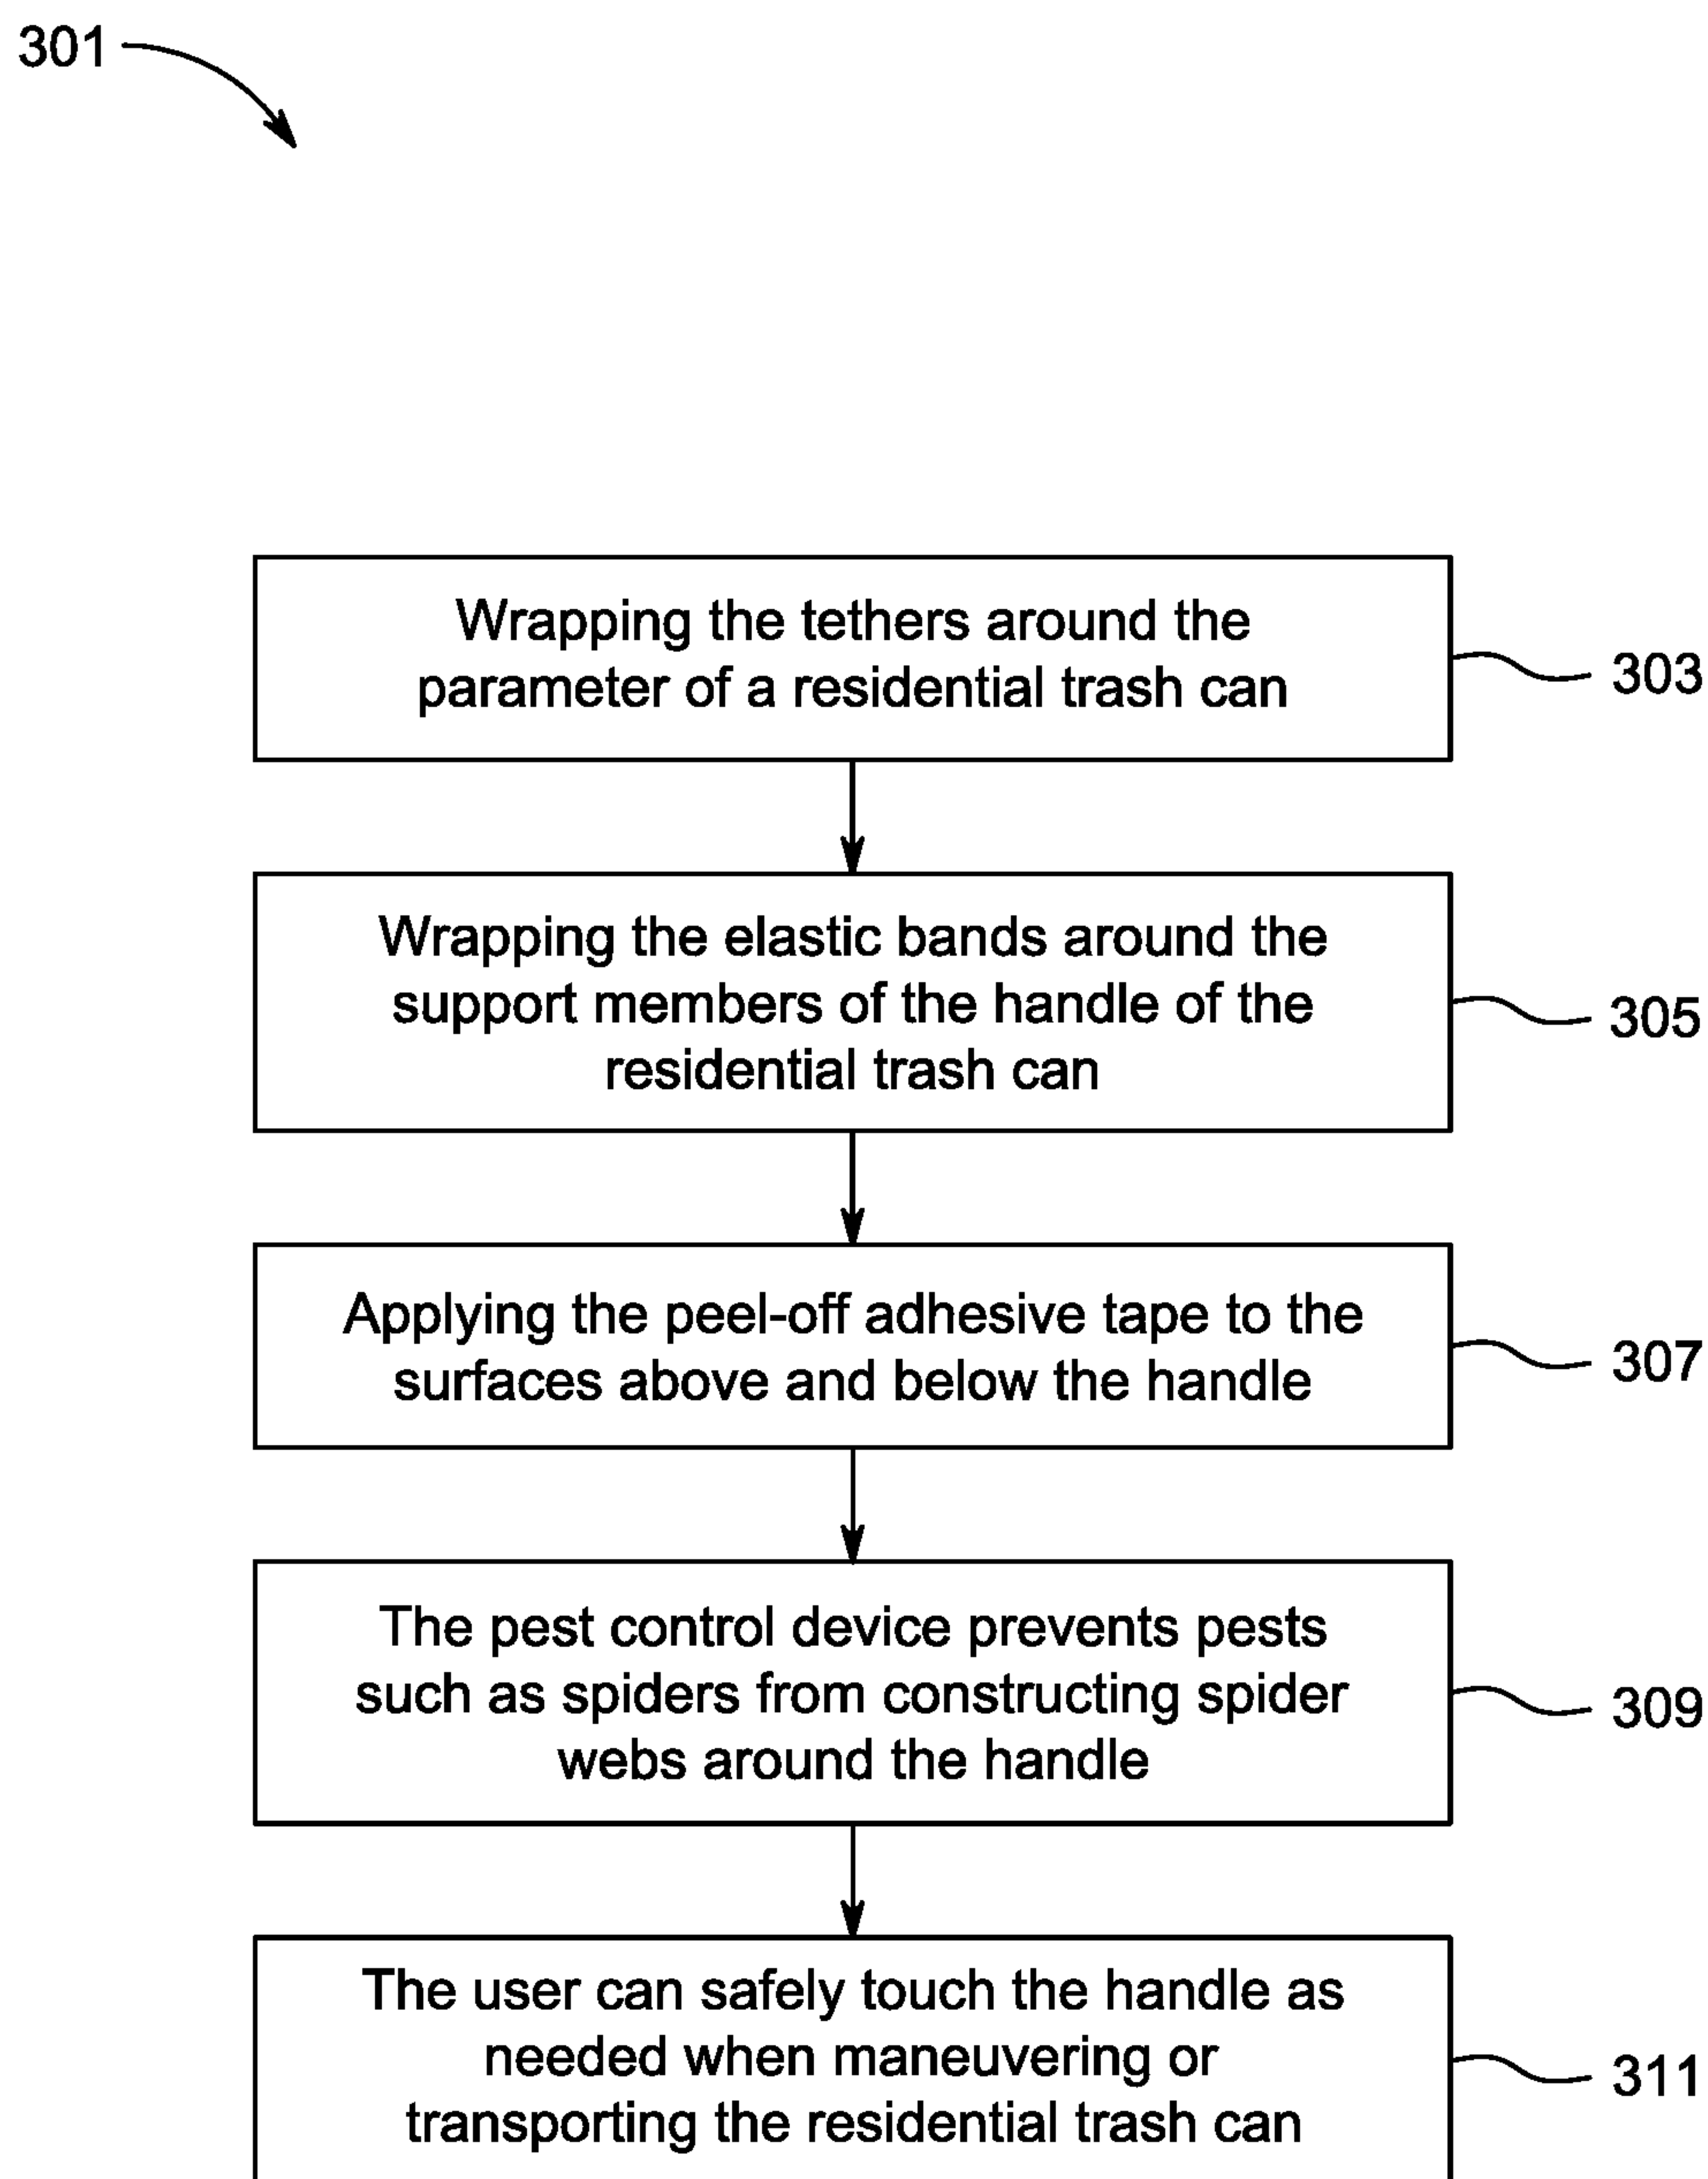 301
Wrapping the tethers around the
parameter of a residential trash can
303
Wrapping the elastic bands around the
support members of the handle of the
residential trash can
305
Applying the peel-off adhesive tape to the
surfaces above and below the handle
307
The pest control device prevents pests
such as spiders from constructing spider
webs around the handle
309
The user can safely touch the handle as
needed when maneuvering or
transporting the residential trash can
311